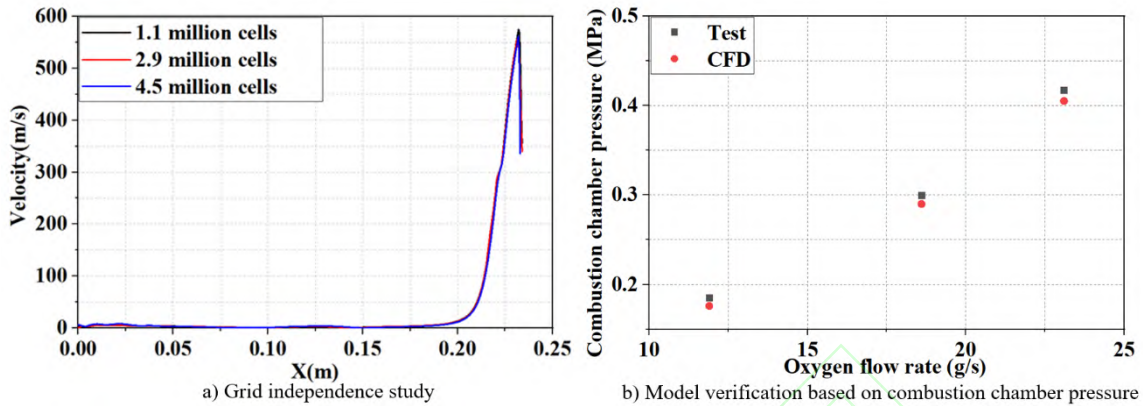 600
500
400
300
200
100
0
Velocity(m/s)
1.1 million cells
2.9 million cells
4.5 million cells
0.00 0.05 0.10 0.15 0.20 0.25
X(m)
a) Grid independence study
0.5
0.4
0.3
0.2
Combustion chamber pressure (MPa)
Test
CFD
10 15 20 25
Oxygen flow rate (g/s)
b) Model verification based on combustion chamber pressure